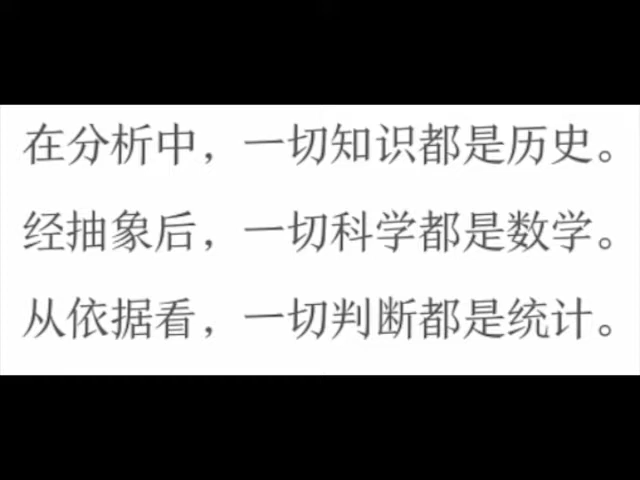 在分析中，一切知识都是历史。
经抽象后，一切科学都是数学。
从依据看，一切判断都是统计。